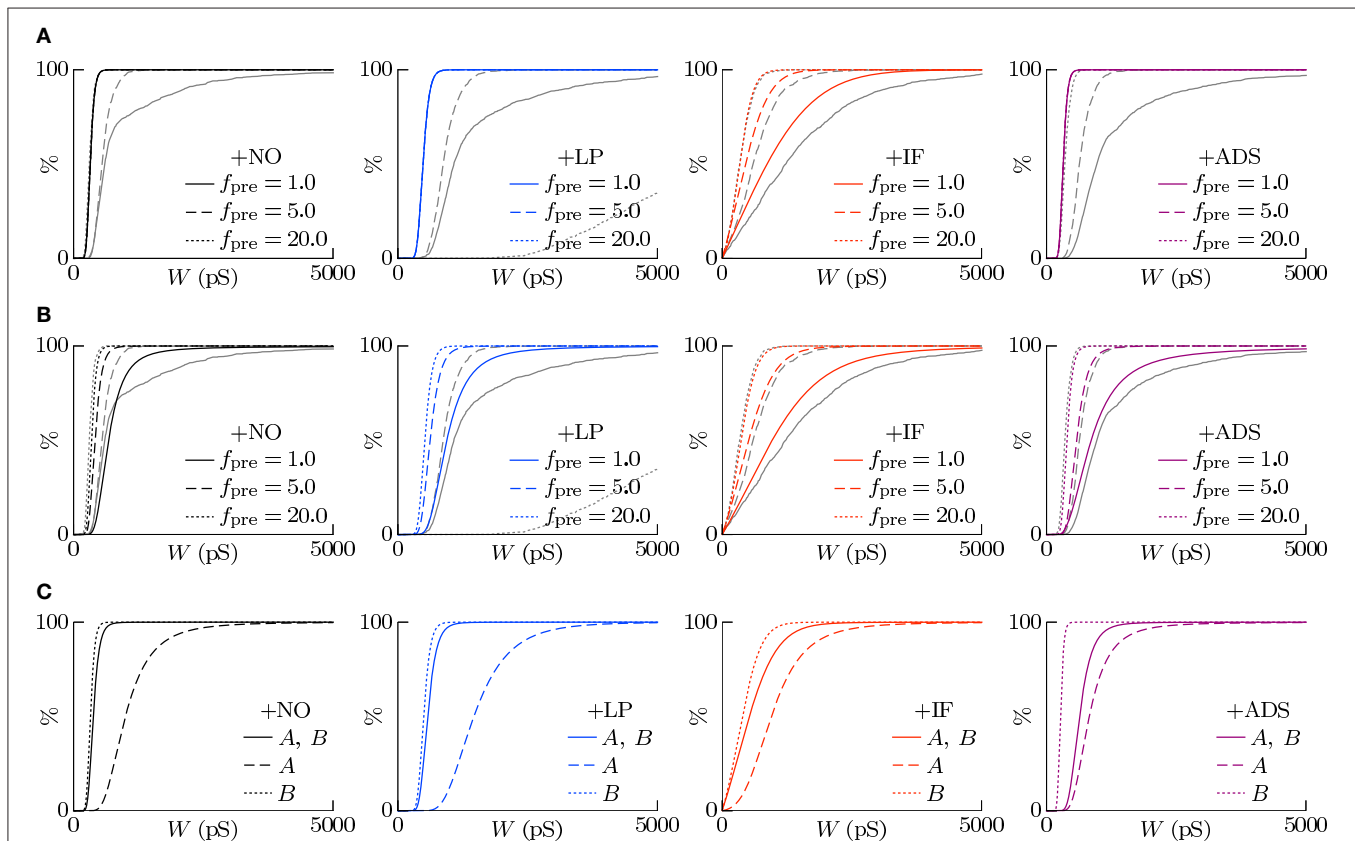 A
100
%
0
0
W (pS)
5000
+NO
f_pre = 1.0
f_pre = 5.0
f_pre = 20.0
100
%
0
0
W (pS)
5000
+LP
f_pre = 1.0
f_pre = 5.0
f_pre = 20.0
100
%
0
0
W (pS)
5000
+IF
f_pre = 1.0
f_pre = 5.0
f_pre = 20.0
100
%
0
0
W (pS)
5000
+ADS
f_pre = 1.0
f_pre = 5.0
f_pre = 20.0
B
100
%
0
0
W (pS)
5000
+NO
f_pre = 1.0
f_pre = 5.0
f_pre = 20.0
100
%
0
0
W (pS)
5000
+LP
f_pre = 1.0
f_pre = 5.0
f_pre = 20.0
100
%
0
0
W (pS)
5000
+IF
f_pre = 1.0
f_pre = 5.0
f_pre = 20.0
100
%
0
0
W (pS)
5000
+ADS
f_pre = 1.0
f_pre = 5.0
f_pre = 20.0
C
100
%
0
0
W (pS)
5000
+NO
A, B
A
B
100
%
0
0
W (pS)
5000
+LP
A, B
A
B
100
%
0
0
W (pS)
5000
+IF
A, B
A
B
100
%
0
0
W (pS)
5000
+ADS
A, B
A
B